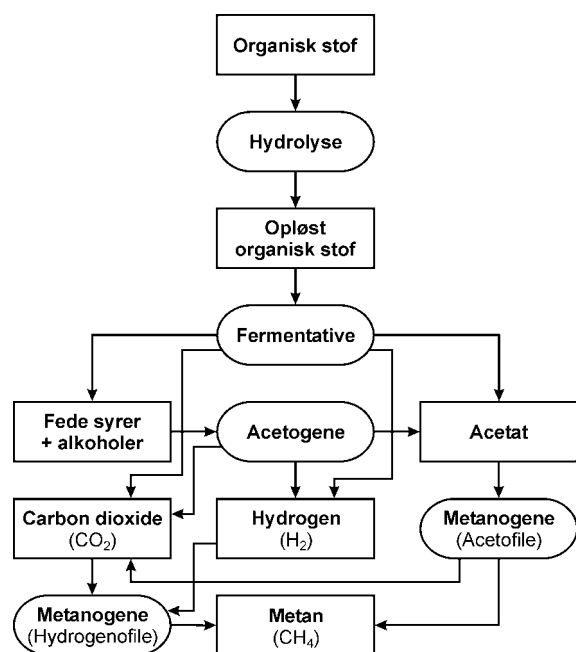 Organisk stof
Hydrolyse
Opløst
organisk stof
Fermentative
Fede syrer
+ alkoholer
Acetogene
Acetat
Carbon dioxide
(CO₂)
Hydrogen
(H₂)
Metanogene
(Acetofile)
Metanogene
(Hydrogenofile)
Metan
(CH₄)